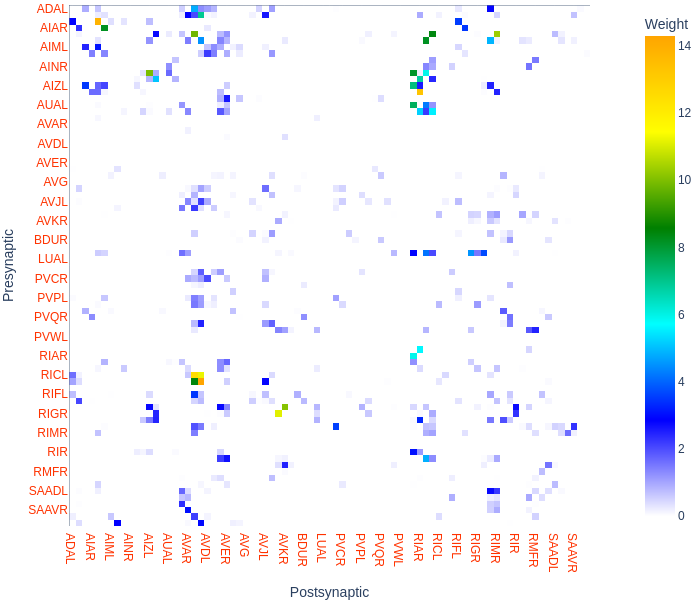 Weight
ADAL
AIAR
AIML
AINR
AIZL
AUAL
AVAR
AVDL
AVER
AVG
AVJL
AVKR
BDUR
LUAL
PVCR
PVPL
PVQR
PVWL
RIAR
RICL
RIFL
RIGR
RIMR
RIR
RMFR
SAADL
SAAVR
Presynaptic
14
12
10
8
6
4
2
0
ADAL
AIAR
AIML
AINR
AIZL
AUAL
AVAR
AVDL
AVER
AVG
AVJL
AVKR
BDUR
LUAL
PVCR
PVPL
PVQR
PVWL
RIAR
RICL
RIFL
RIGR
RIMR
RIR
RMFR
SAADL
SAAVR
Postsynaptic